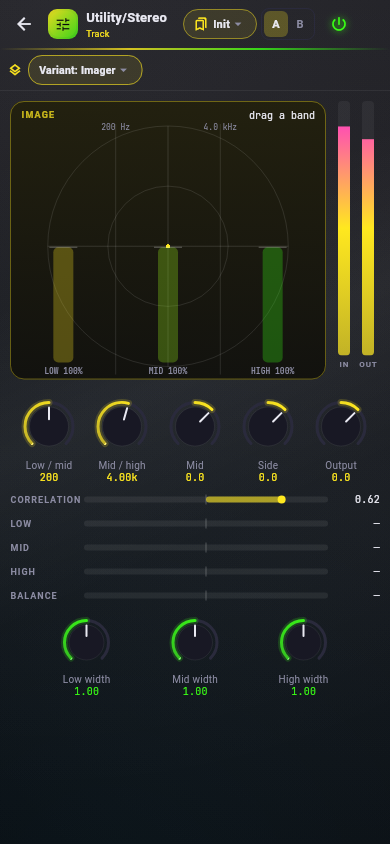 Utility/Stereo
Track
Init
A
B
Variant: Imager
IMAGE
drag a band
200 Hz
4.0 kHz
LOW 100%
MID 100%
HIGH 100%
IN
OUT
Low / mid
200
Mid / high
4.00k
Mid
0.0
Side
0.0
Output
0.0
CORRELATION
0.62
LOW
—
MID
—
HIGH
—
BALANCE
—
Low width
1.00
Mid width
1.00
High width
1.00